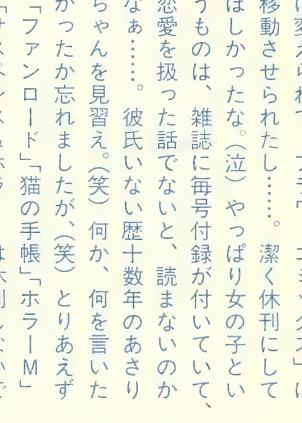 移動させられたし……。潔く休刊にして
ほしかったな。(泣) やっぱり女の子とい
うものは、雑誌に毎号付録が付いていて、
恋愛を扱った話でないと、読まないのか
なぁ……。彼氏いない歴十数年のあさり
ちゃんを見習え。(笑) 何か、何を言いた
かったか忘れましたが、(笑) とりあえず
「ファンロード」「猫の手帳」「ホラーM」